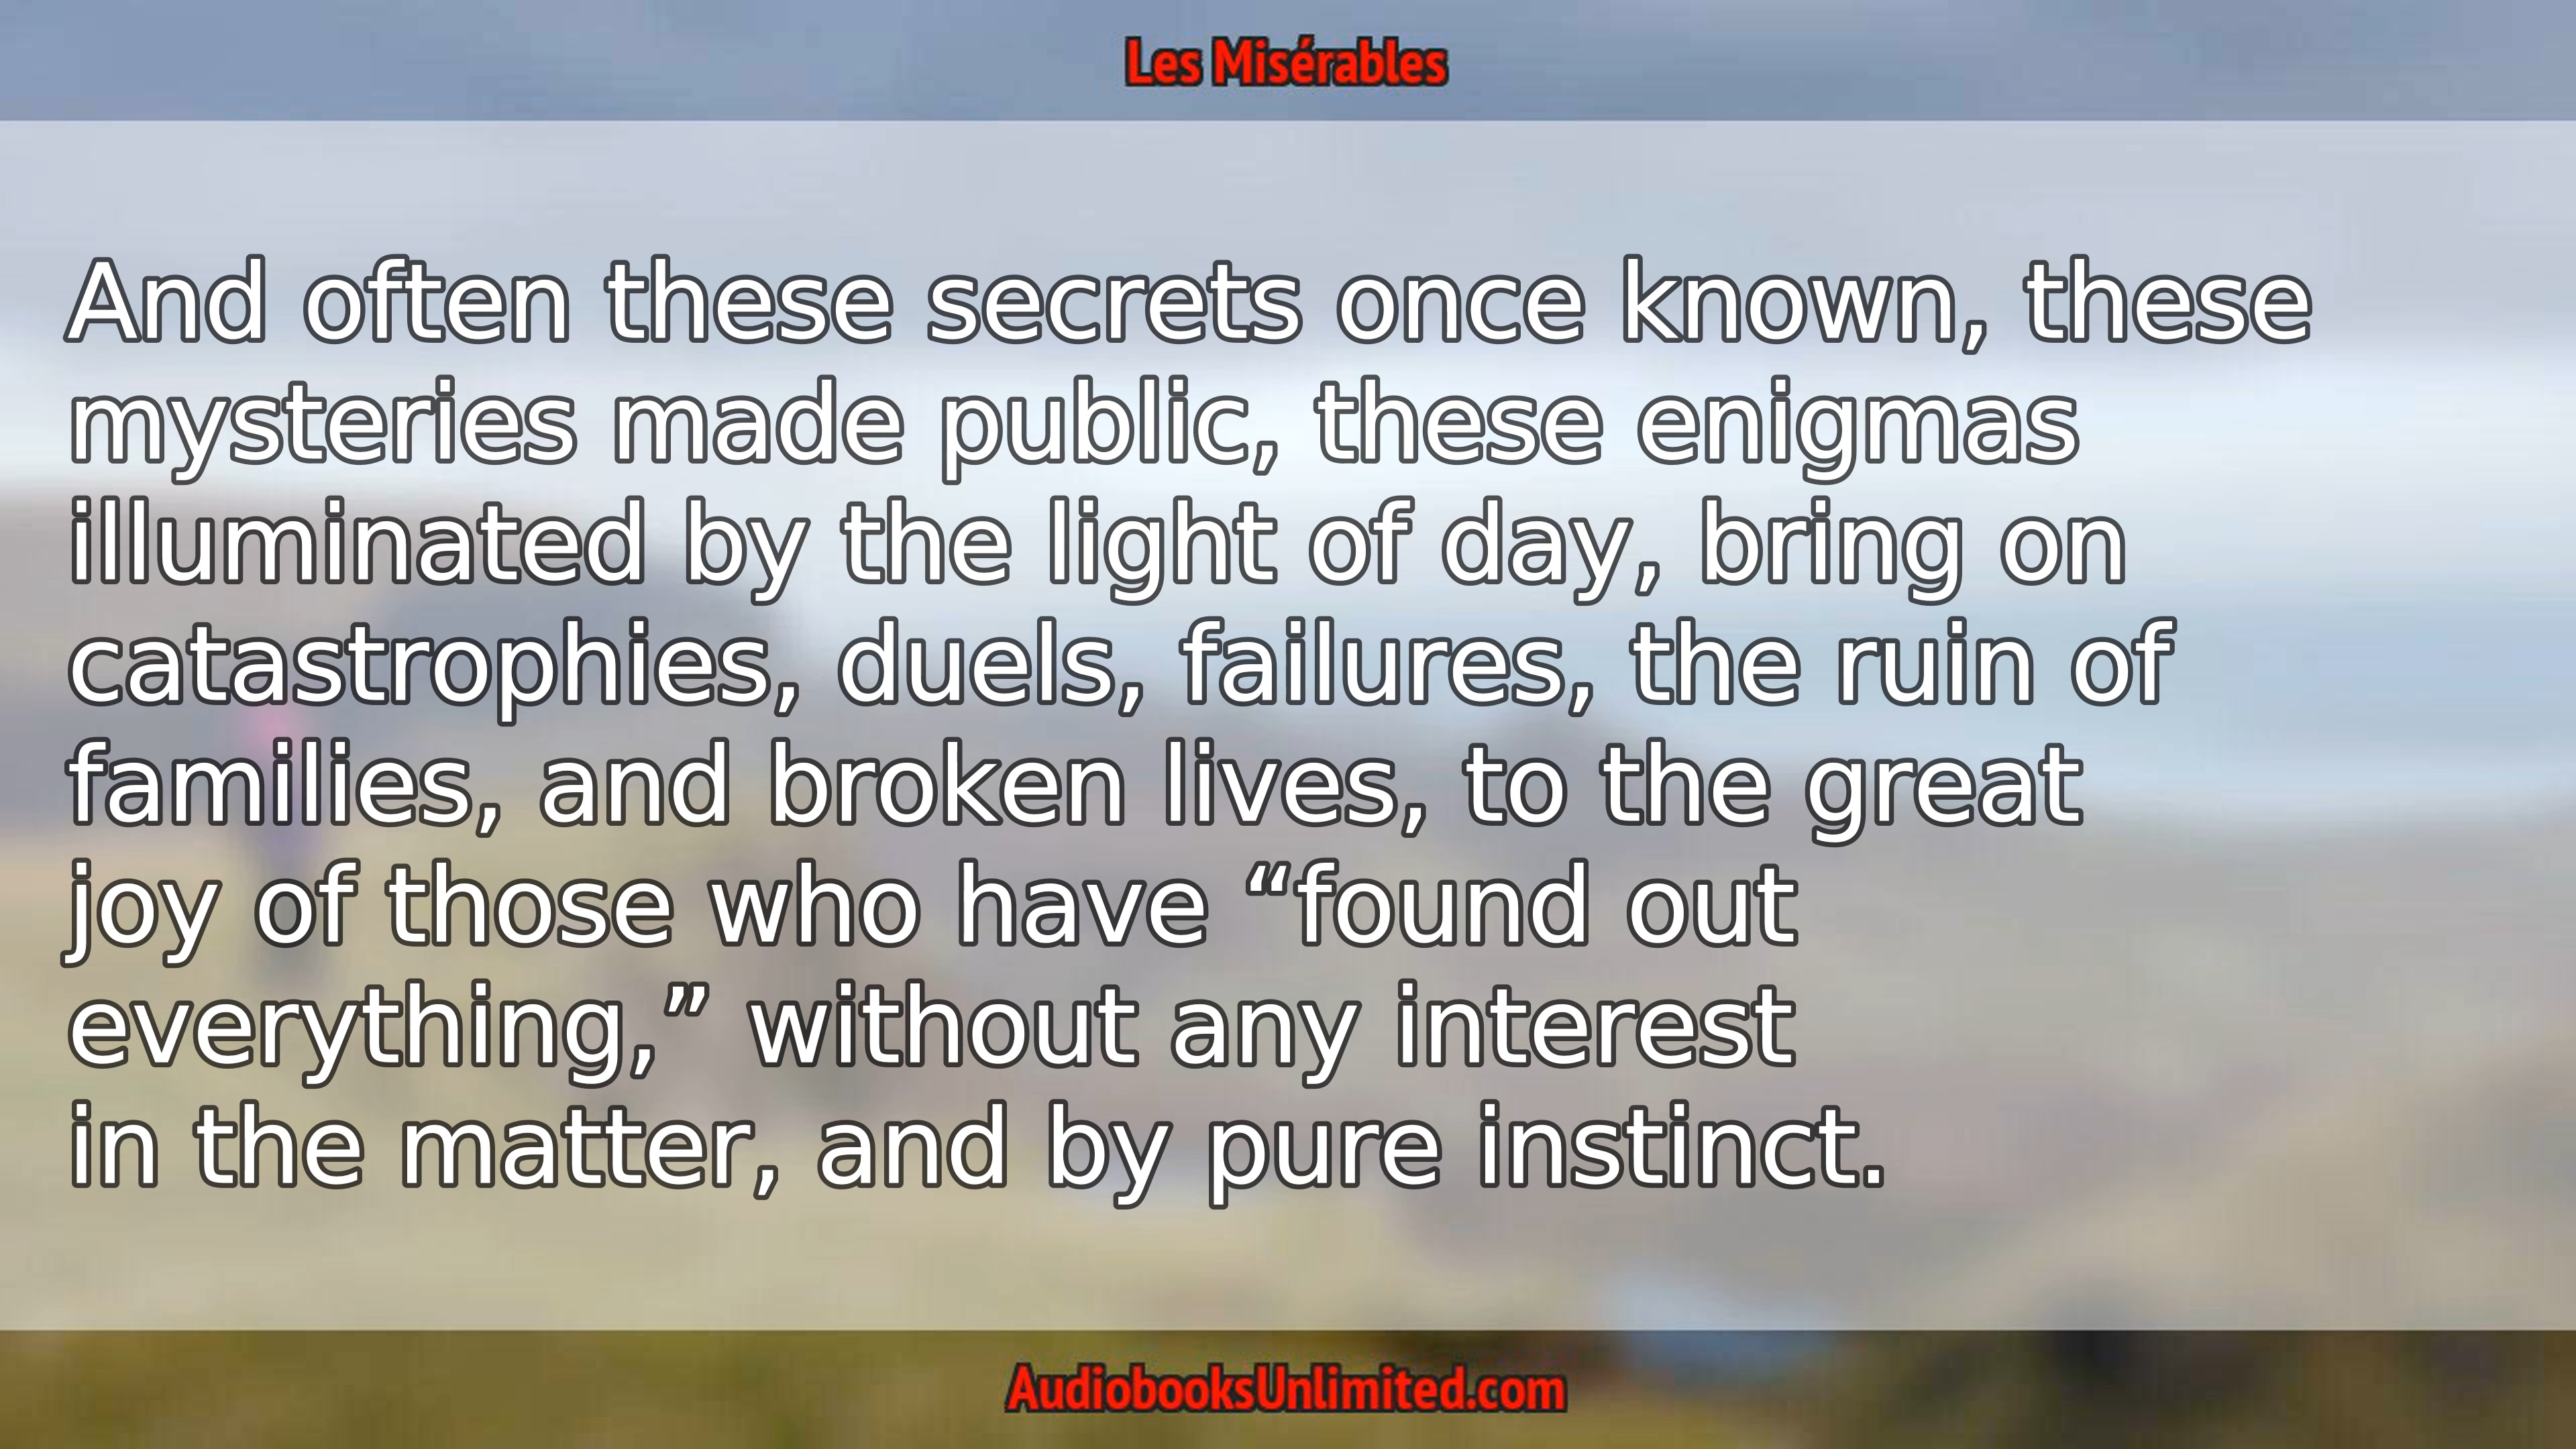 Les Misérables
And often these secrets once known, these
mysteries made public, these enigmas
illuminated by the light of day, bring on
catastrophies, duels, failures, the ruin of
families, and broken lives, to the great
joy of those who have “found out
everything,” without any interest
in the matter, and by pure instinct.
AudiobooksUnlimited.com